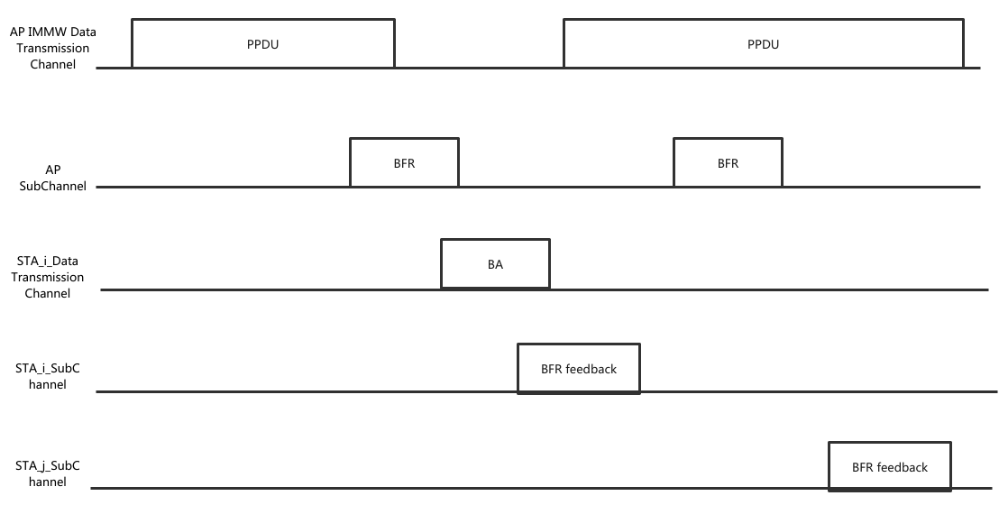 AP IMMW Data
Transmission
Channel
PPDU
PPDU
AP
SubChannel
BFR
BFR
STA_i_Data
Transmission
Channel
BA
STA_i_SubC
hannel
BFR feedback
STA_j_SubC
hannel
BFR feedback